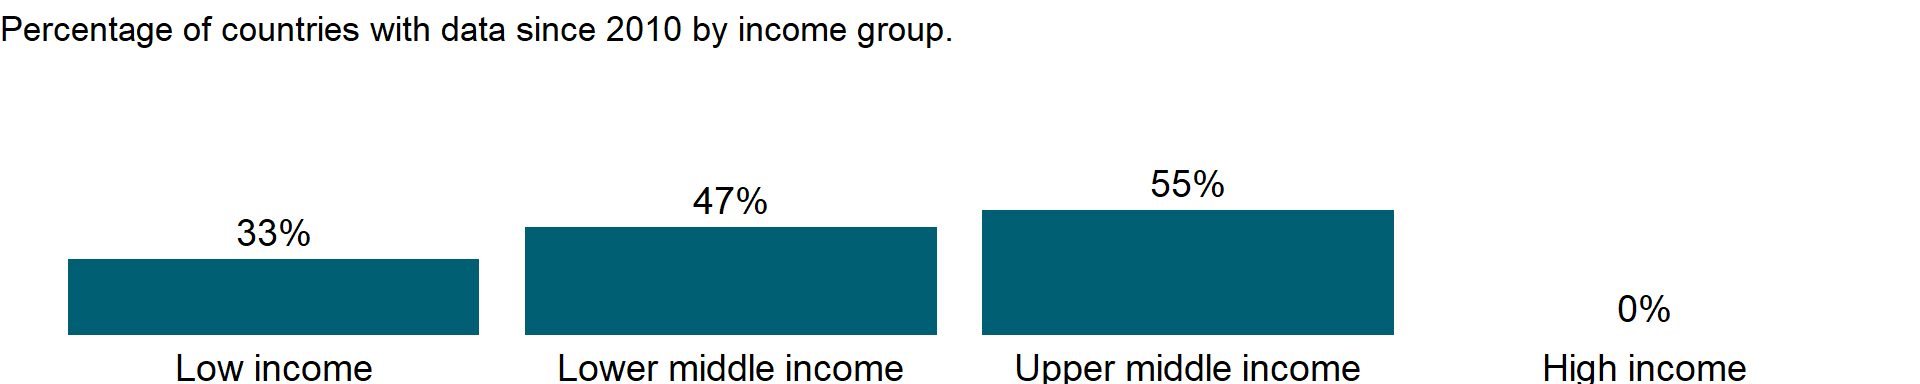 Percentage of countries with data since 2010 by income group.
33%
47%
55%
0%
Low income
Lower middle income
Upper middle income
High income